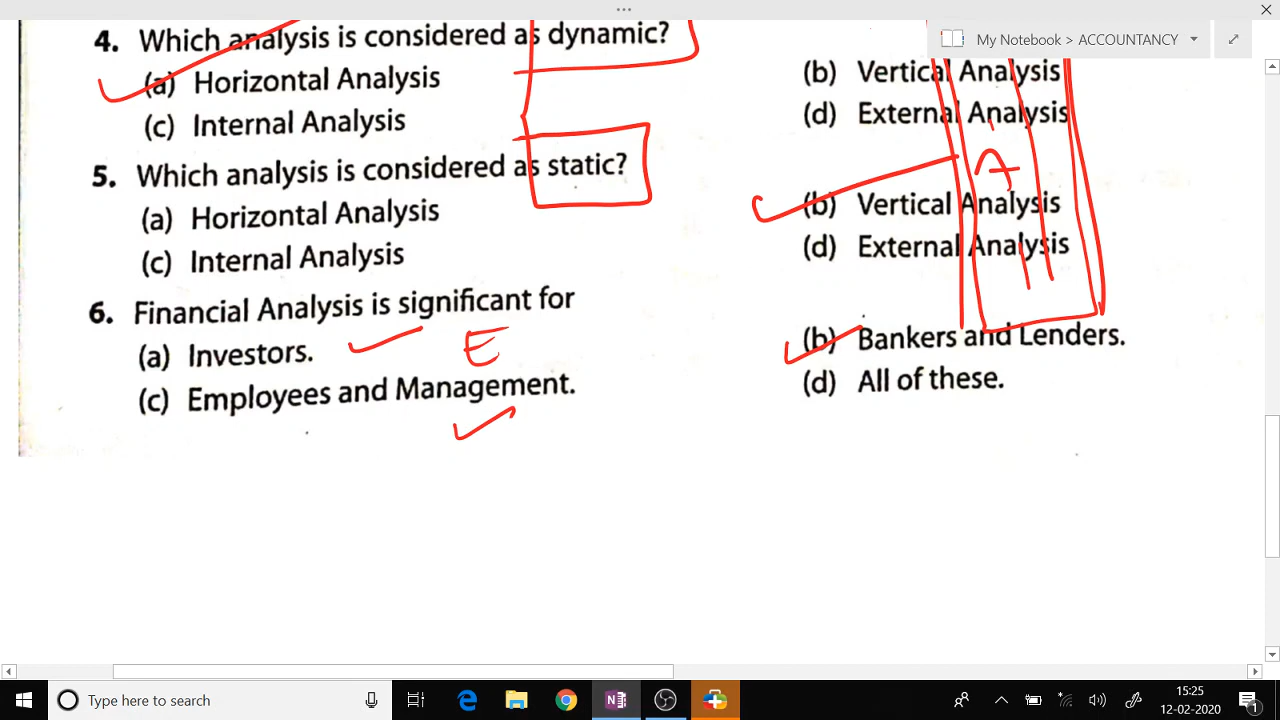 My Notebook > ACCOUNTANCY
4. Which analysis is considered as dynamic?
(a) Horizontal Analysis (b) Vertical Analysis
(c) Internal Analysis (d) External Analysis
5. Which analysis is considered as static?
A
(a) Horizontal Analysis (b) Vertical Analysis
(c) Internal Analysis (d) External Analysis
6. Financial Analysis is significant for
(a) Investors. (b) Bankers and Lenders.
E
(c) Employees and Management. (d) All of these.
Type here to search
15:25
12-02-2020
1